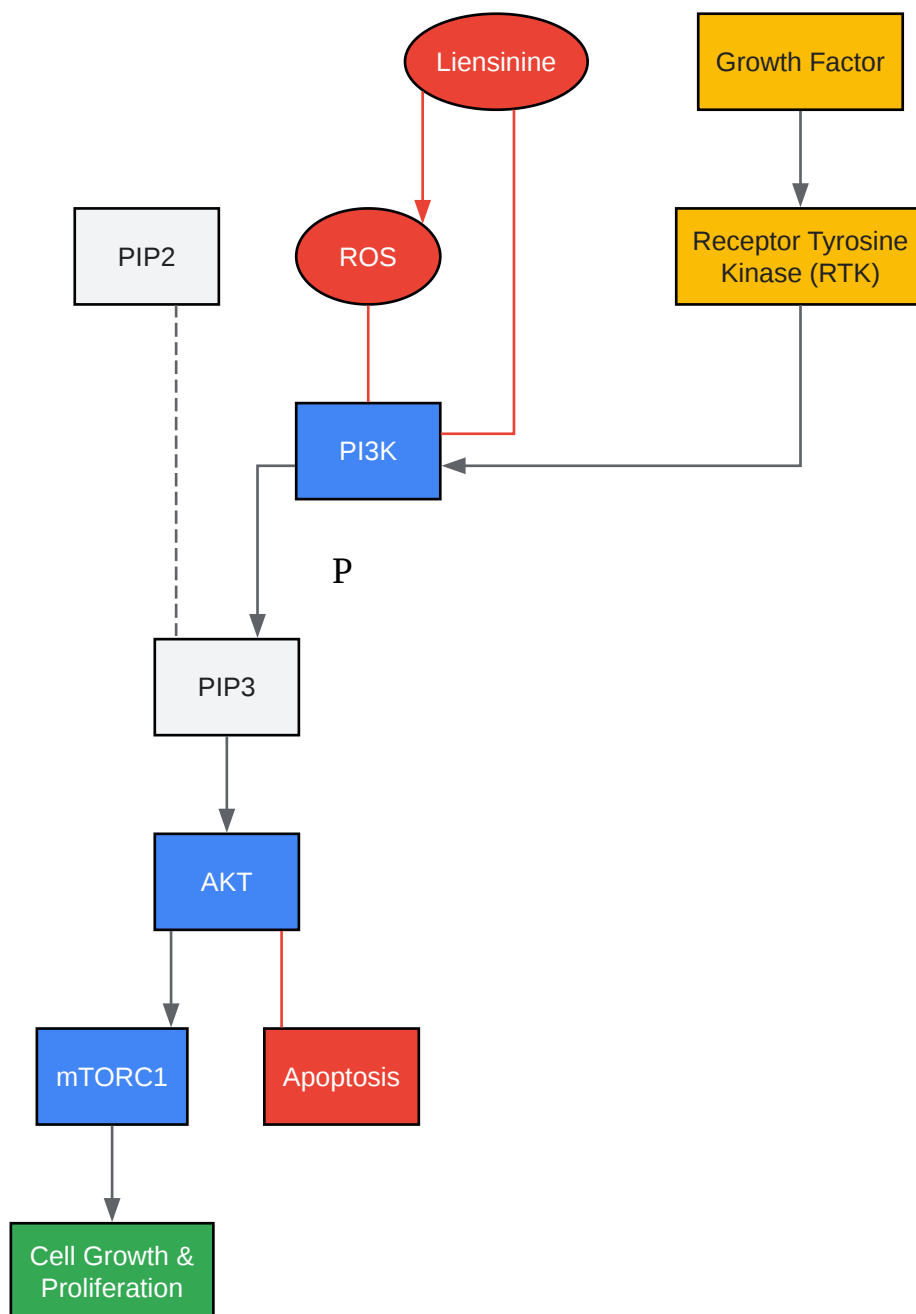 Liensinine
Growth Factor
PIP2
ROS
Receptor Tyrosine
Kinase (RTK)
PI3K
P
PIP3
AKT
mTORC1
Apoptosis
Cell Growth &
Proliferation